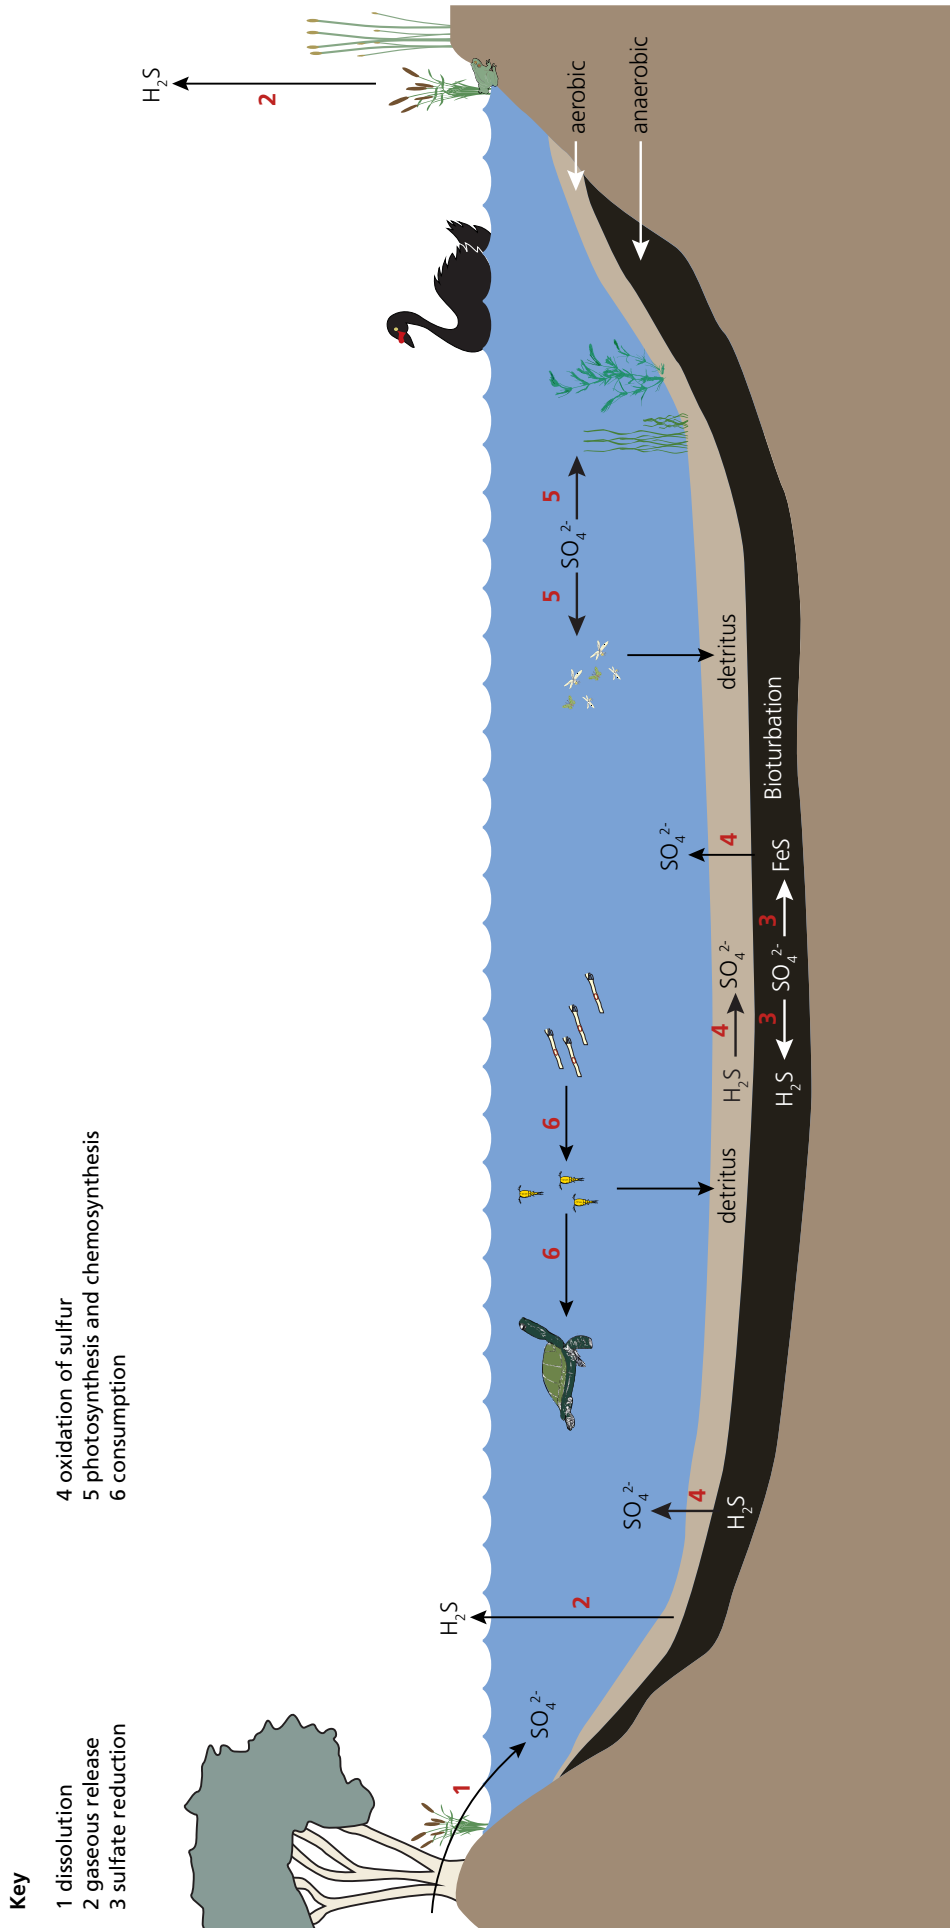 Key
1 dissolution
2 gaseous release
3 sulfate reduction
4 oxidation of sulfur
5 photosynthesis and chemosynthesis
6 consumption
1
SO₄²⁻
H₂S
2
SO₄²⁻
4
H₂S
6
6
detritus
4
H₂S
SO₄²⁻
3
3
H₂S
SO₄²⁻
FeS
SO₄²⁻
4
Bioturbation
5
5
SO₄²⁻
detritus
H₂S
2
aerobic
anaerobic